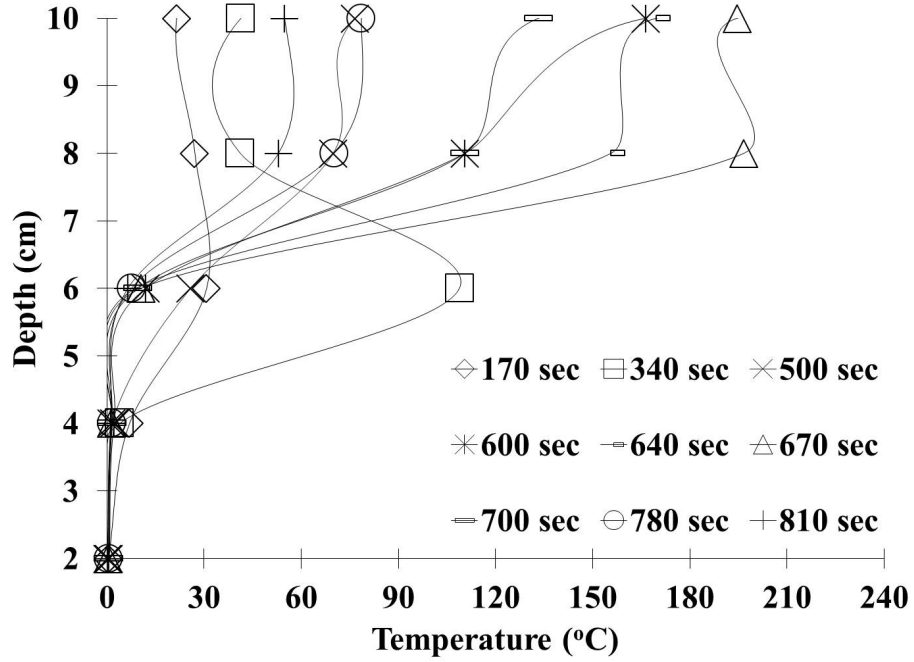 10
9
8
7
6
5
4
3
2
Depth (cm)
170 sec 340 sec 500 sec
600 sec 640 sec 670 sec
700 sec 780 sec 810 sec
0 30 60 90 120 150 180 210 240
Temperature (ºC)